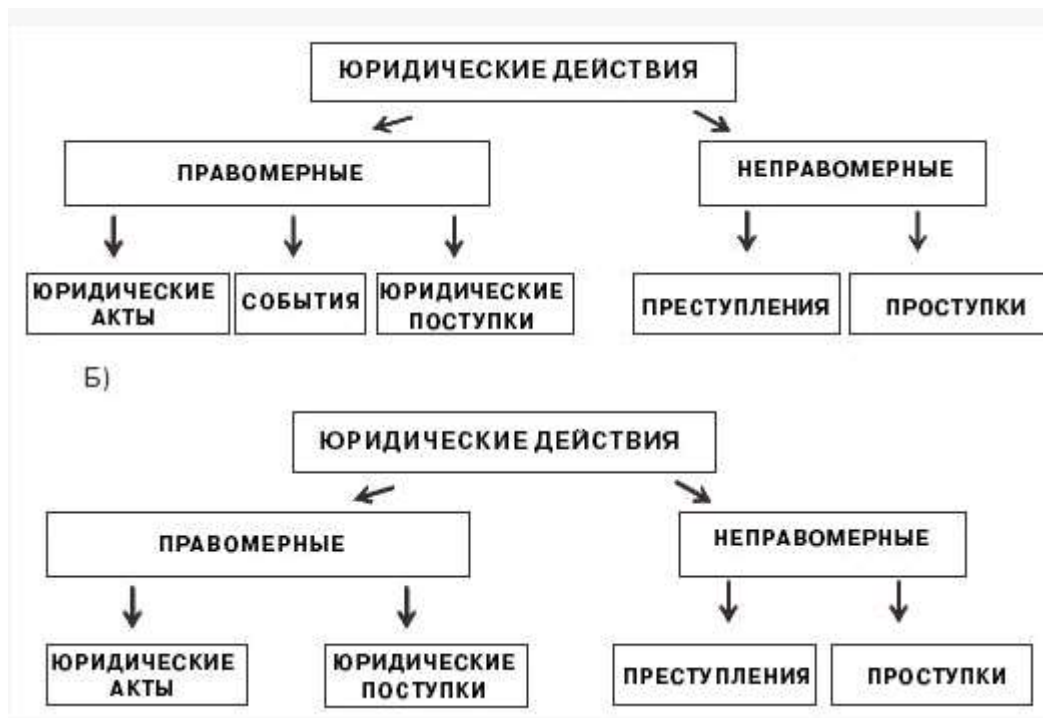 ЮРИДИЧЕСКИЕ ДЕЙСТВИЯ
ПРАВОМЕРНЫЕ
НЕПРАВОМЕРНЫЕ
ЮРИДИЧЕСКИЕ
АКТЫ
СОБЫТИЯ
ЮРИДИЧЕСКИЕ
ПОСТУПКИ
ПРЕСТУПЛЕНИЯ
ПРОСТУПКИ
Б)
ЮРИДИЧЕСКИЕ ДЕЙСТВИЯ
ПРАВОМЕРНЫЕ
НЕПРАВОМЕРНЫЕ
ЮРИДИЧЕСКИЕ
АКТЫ
ЮРИДИЧЕСКИЕ
ПОСТУПКИ
ПРЕСТУПЛЕНИЯ
ПРОСТУПКИ